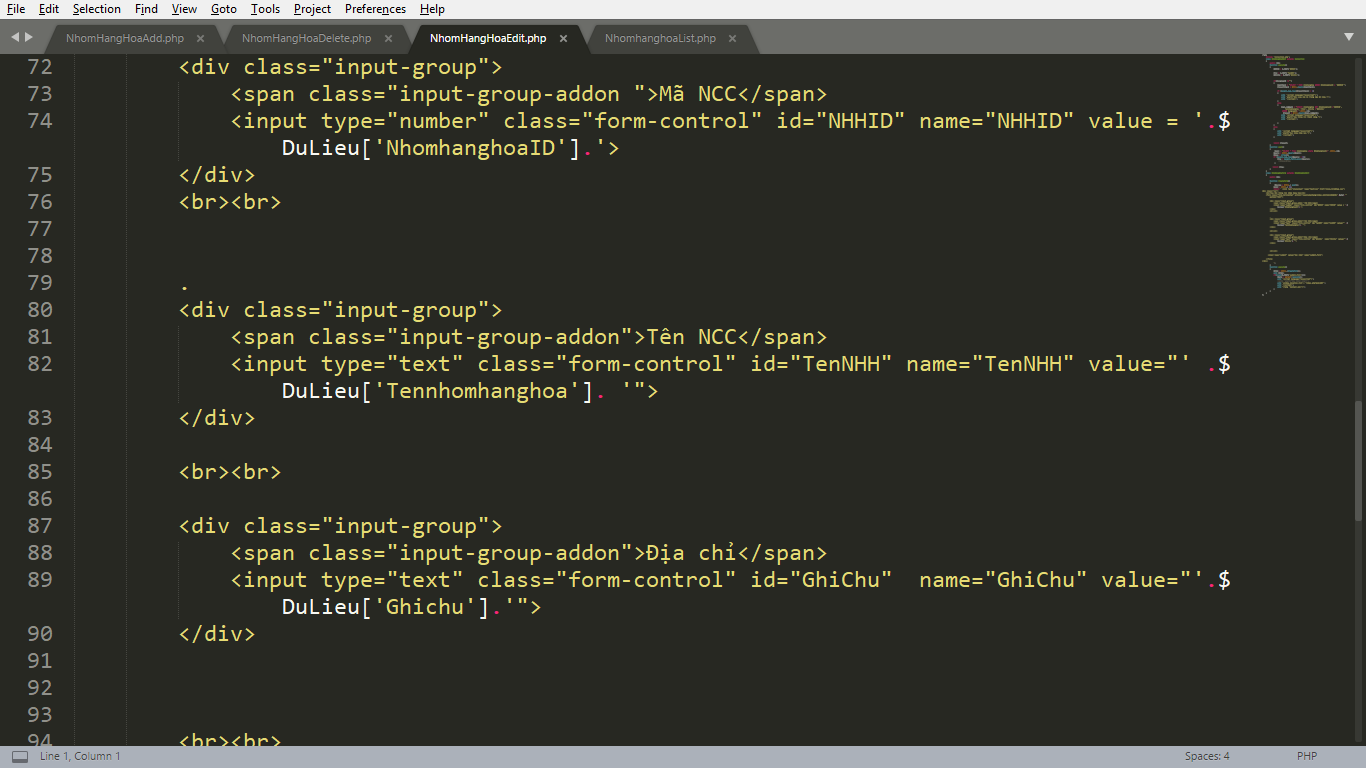 File Edit Selection Find View Goto Tools Project Preferences Help
NhomHangHoaAdd.php × NhomHangHoaDelete.php × NhomHangHoaEdit.php × NhomhanghoaList.php ×
72 <div class="input-group">
73 <span class="input-group-addon ">Mã NCC</span>
74 <input type="number" class="form-control" id="NHHID" name="NHHID" value = '.$
DuLieu['NhomhanghoaID'].'>
75 </div>
76 <br><br>
77
78
79 .
80 <div class="input-group">
81 <span class="input-group-addon">Tên NCC</span>
82 <input type="text" class="form-control" id="TenNHH" name="TenNHH" value="' .$
DuLieu['Tennhomhanghoa']. '">
83 </div>
84
85 <br><br>
86
87 <div class="input-group">
88 <span class="input-group-addon">Địa chỉ</span>
89 <input type="text" class="form-control" id="GhiChu"  name="GhiChu" value="'.$
DuLieu['Ghichu'].'">
90 </div>
91
92
93
94 <br><br>
Line 1, Column 1 Spaces: 4 PHP